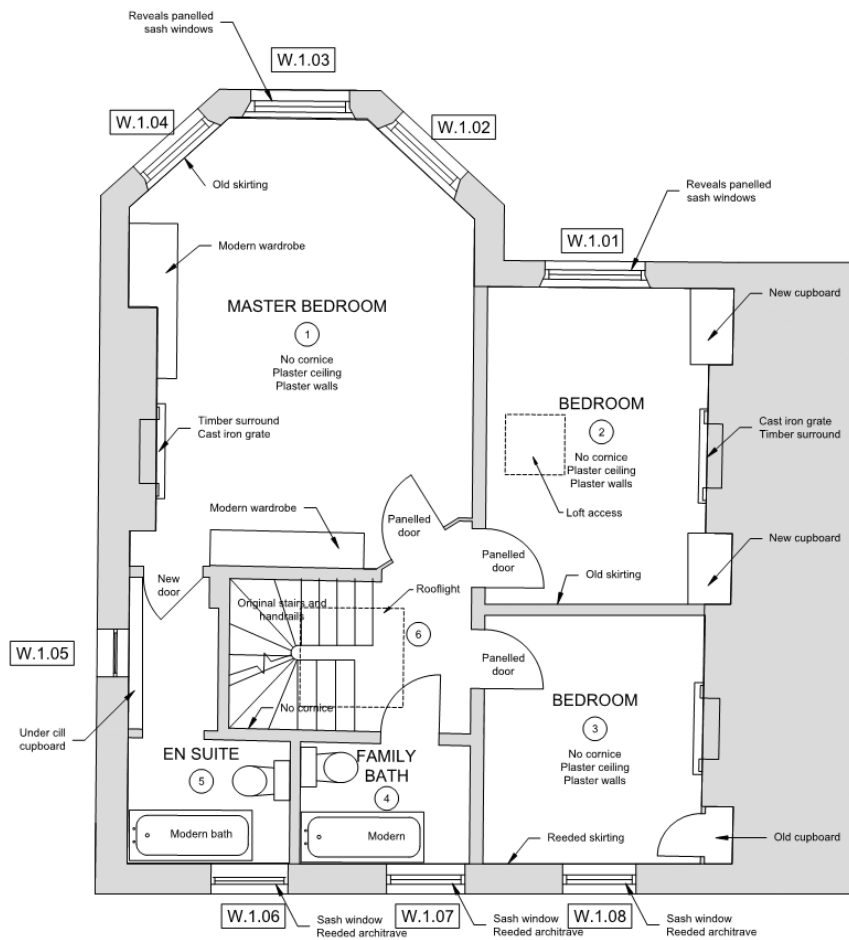 Reveals panelled
sash windows
W.1.03
W.1.04
W.1.02
Old skirting
Reveals panelled
sash windows
W.1.01
Modern wardrobe
New cupboard
MASTER BEDROOM
1
No cornice
Plaster ceiling
Plaster walls
BEDROOM
2
No cornice
Plaster ceiling
Plaster walls
Timber surround
Cast iron grate
Cast iron grate
Timber surround
Loft access
Modern wardrobe
Panelled
door
Panelled
door
New cupboard
New
door
Rooflight
Old skirting
Original stairs and
handrails
6
W.1.05
Panelled
door
BEDROOM
3
No cornice
Plaster ceiling
Plaster walls
No cornice
Under cill
cupboard
EN SUITE
5
FAMILY
BATH
4
Modern bath
Modern
Reeded skirting
Old cupboard
W.1.06
Sash window
Reeded architrave
W.1.07
Sash window
Reeded architrave
W.1.08
Sash window
Reeded architrave